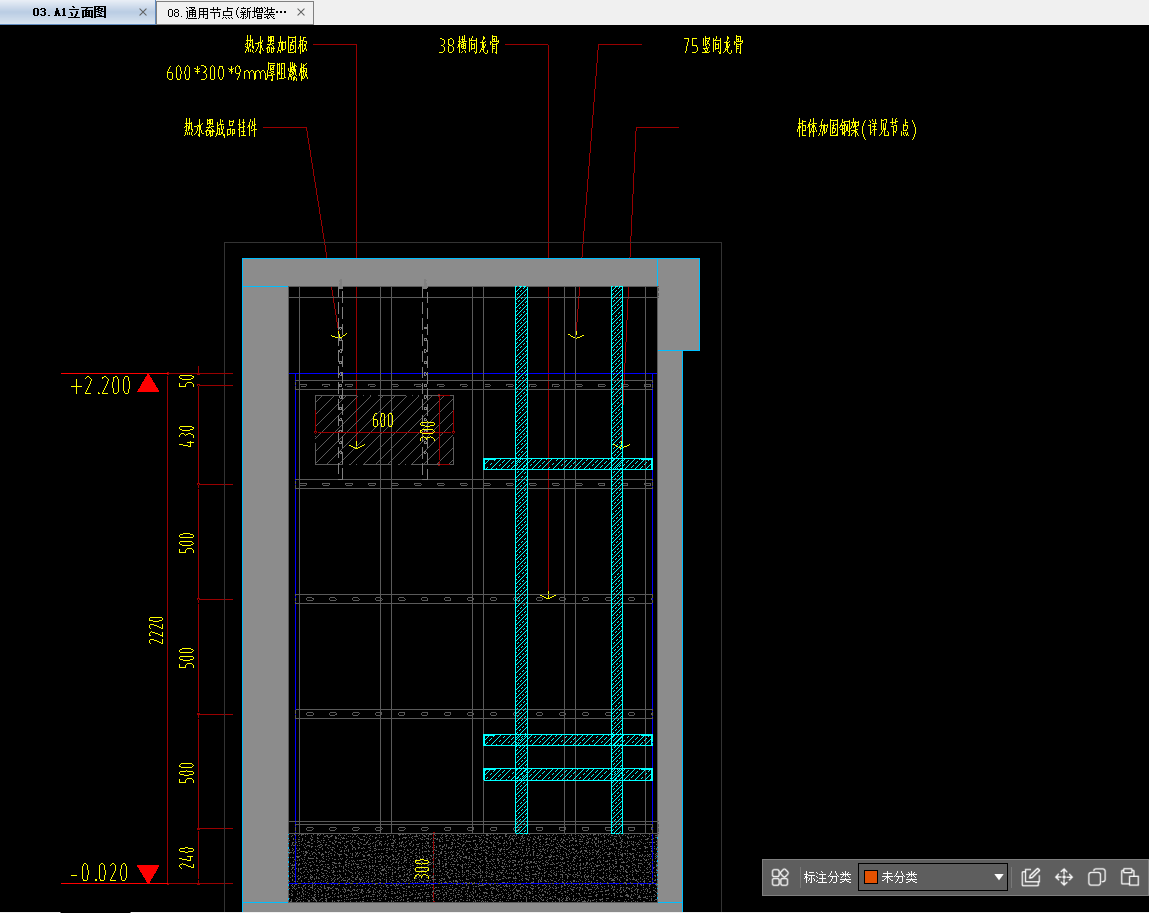 03.A1立面图
08.通用节点(新增装…
热水器加固板
600*300*9mm厚阻燃板
38横向龙骨
75竖向龙骨
热水器成品挂件
柜体加固钢架(详见节点)
+2.200
50
430
600
300
500
500
2220
500
240
300
-0.020
标注分类
未分类